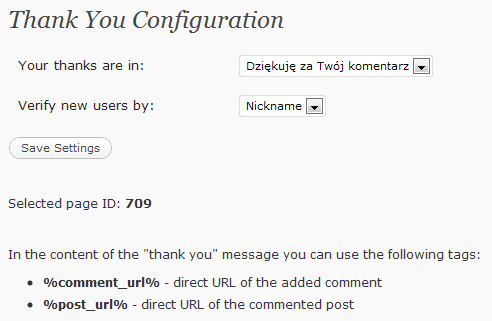 Thank You Configuration
Your thanks are in: Dziękuję za Twój komentarz
Verify new users by: Nickname
Save Settings
Selected page ID: 709
In the content of the "thank you" message you can use the following tags:
%comment_url% - direct URL of the added comment
%post_url% - direct URL of the commented post